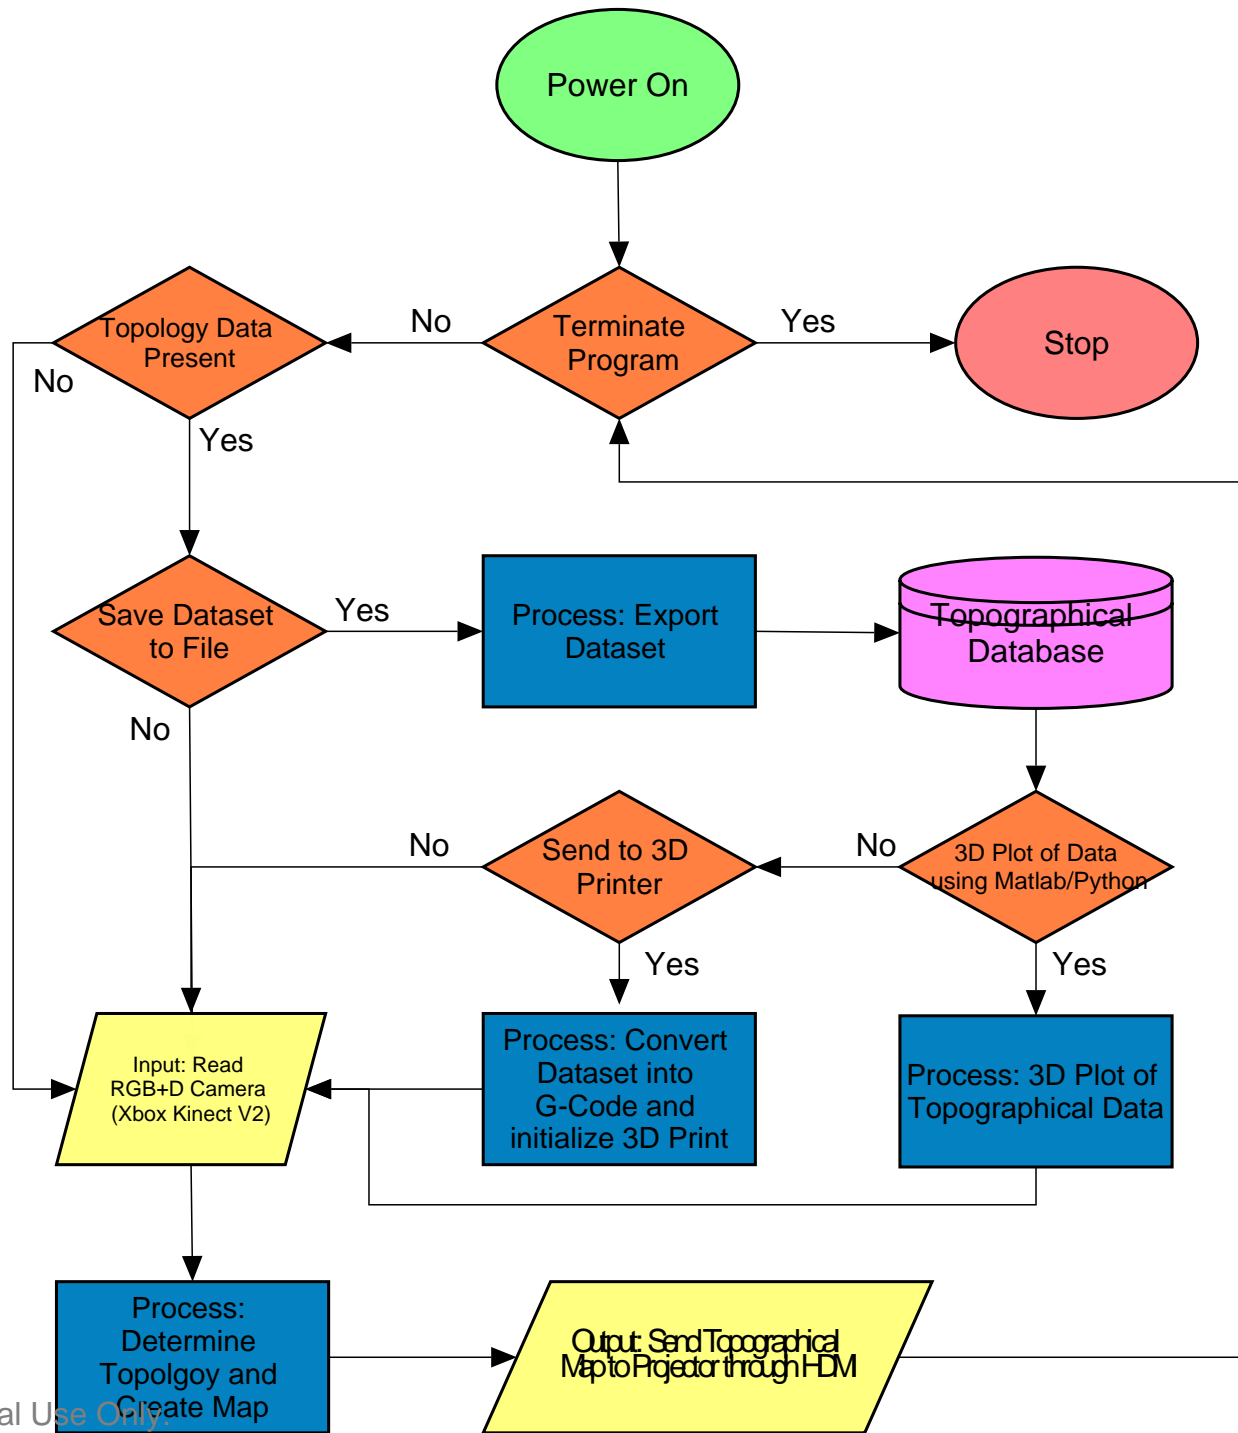 Power On
Terminate
Program
Yes
Stop
No
Topology Data
Present
No
Yes
Save Dataset
to File
Yes
Process: Export
Dataset
Topographical
Database
No
3D Plot of Data
using Matlab/Python
No
Send to 3D
Printer
No
Yes
Yes
Input: Read
RGB+D Camera
(Xbox Kinect V2)
Process: Convert
Dataset into
G-Code and
initialize 3D Print
Process: 3D Plot of
Topographical Data
Process:
Determine
Topolgoy and
Create Map
Output: Send Topographical
Map to Projector through HDMI
al Use Only.